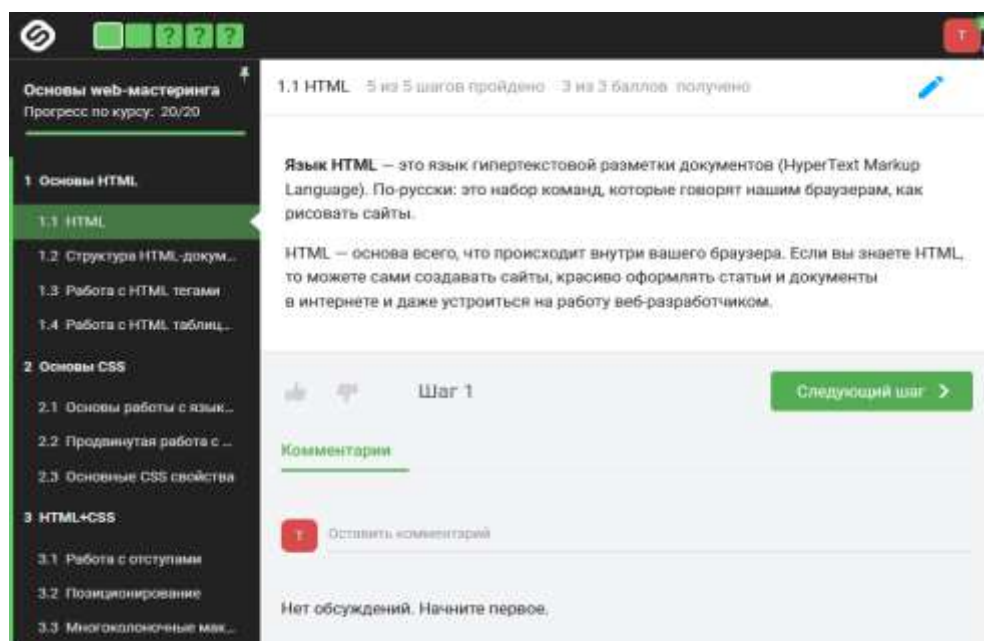 ? ? ?
T
Основы web-мастеринга
Прогресс по курсу: 20/20
1 Основы HTML
1.1 HTML
1.2 Структура HTML-докум...
1.3 Работа с HTML тегами
1.4 Работа с HTML таблиц...
2 Основы CSS
2.1 Основы работы с язык...
2.2 Продвинутая работа с ...
2.3 Основные CSS свойства
3 HTML+CSS
3.1 Работа с отступами
3.2 Позиционирование
3.3 Многоколоночные мак...
1.1 HTML 5 из 5 шагов пройдено 3 из 3 баллов получено
Язык HTML — это язык гипертекстовой разметки документов (HyperText Markup
Language). По-русски: это набор команд, которые говорят нашим браузерам, как
рисовать сайты.
HTML — основа всего, что происходит внутри вашего браузера. Если вы знаете HTML,
то можете сами создавать сайты, красиво оформлять статьи и документы
в интернете и даже устроиться на работу веб-разработчиком.
Шаг 1
Следующий шаг
Комментарии
T
Оставить комментарий
Нет обсуждений. Начните первое.